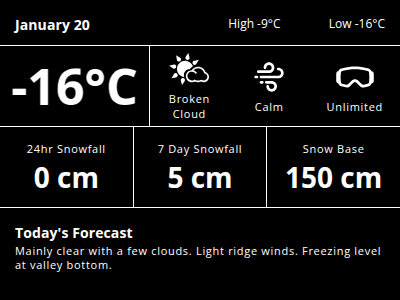 January 20 High -9°C Low -16°C
-16°C
Broken Cloud Calm Unlimited
24hr Snowfall 7 Day Snowfall Snow Base
0 cm 5 cm 150 cm
Today's Forecast
Mainly clear with a few clouds. Light ridge winds. Freezing level
at valley bottom.